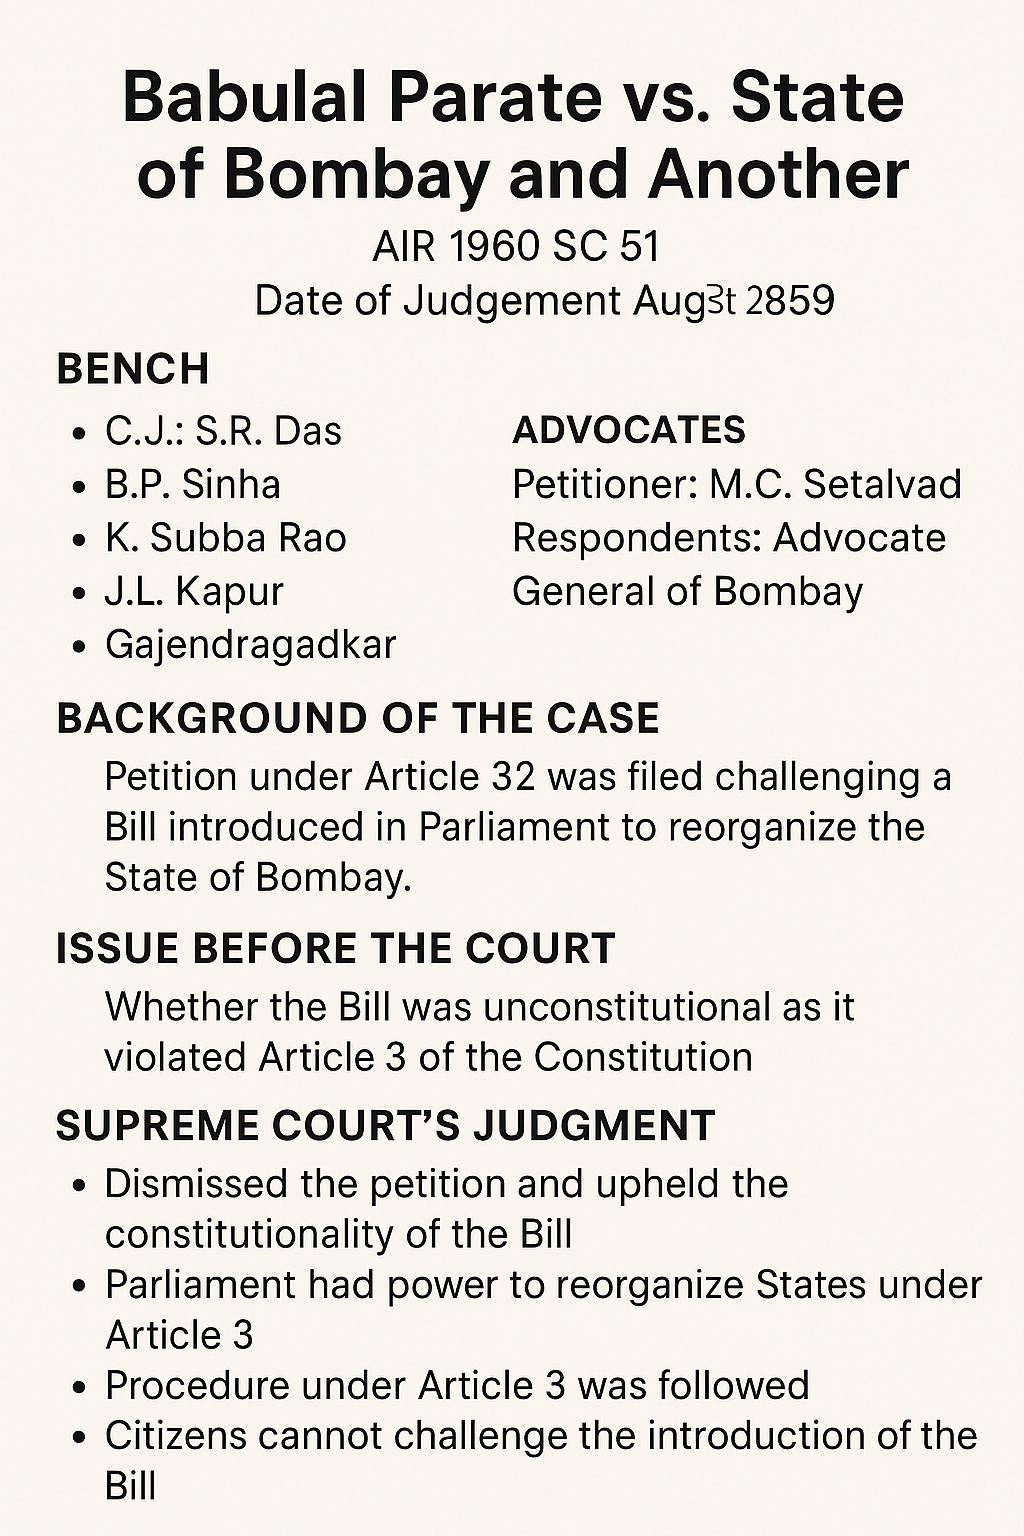 Babulal Parate vs. State
of Bombay and Another
AIR 1960 SC 51
Date of Judgement 2859
BENCH
• C.J.: S.R. Das
• B.P. Sinha
• K. Subba Rao
• J.L. Kapur
• Gajendragadkar
ADVOCATES
Petitioner: M.C. Setalvad
Respondents: Advocate
General of Bombay
BACKGROUND OF THE CASE
Petition under Article 32 was filed challenging a
Bill introduced in Parliament to reorganize the
State of Bombay.
ISSUE BEFORE THE COURT
Whether the Bill was unconstitutional as it
violated Article 3 of the Constitution
SUPREME COURT’S JUDGMENT
• Dismissed the petition and upheld the
constitutionality of the Bill
• Parliament had power to reorganize States under
Article 3
• Procedure under Article 3 was followed
• Citizens cannot challenge the introduction of the
Bill